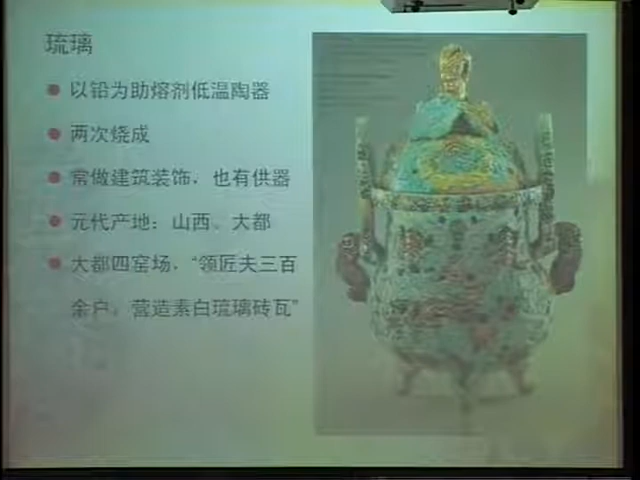 琉璃
以铅为助熔剂低温陶器
两次烧成
常做建筑装饰，也有供器
元代产地：山西、大都
大都四窑场，“领匠夫三百
余户，营造素白琉璃砖瓦”